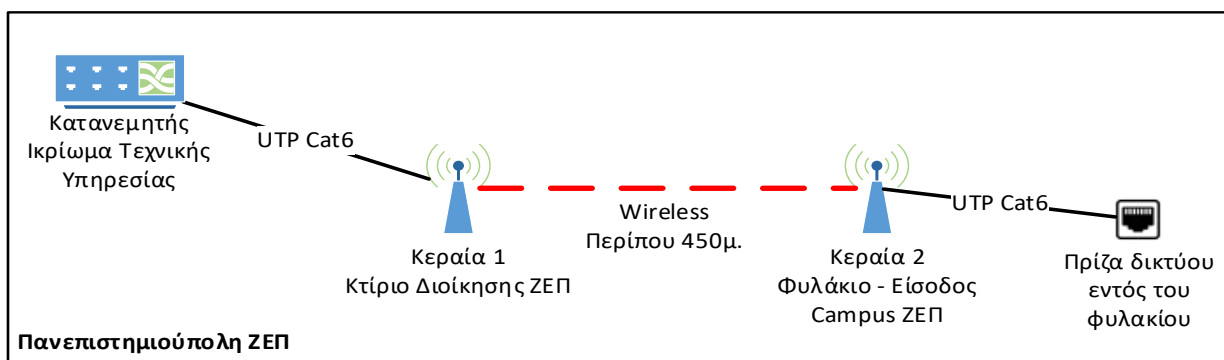 Κατανεμητής
Ικρίωμα Τεχνικής
Υπηρεσίας
UTP Cat6
Κεραία 1
Κτίριο Διοίκησης ΖΕΠ
Wireless
Περίπου 450μ.
Κεραία 2
Φυλάκιο - Είσοδος
Campus ΖΕΠ
UTP Cat6
Πρίζα δικτύου
εντός του
φυλακίου
Πανεπιστημιούπολη ΖΕΠ